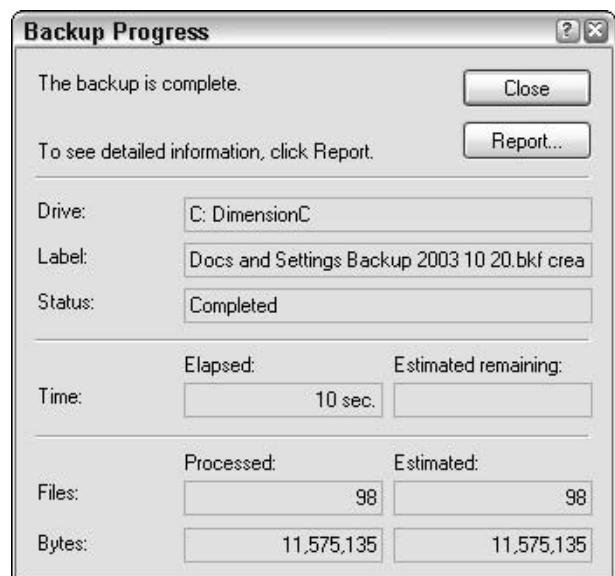 Backup Progress
The backup is complete.
Close
To see detailed information, click Report.
Report...
Drive: C: DimensionC
Label: Docs and Settings Backup 2003 10 20.bkf crea
Status: Completed
Elapsed: Estimated remaining:
Time: 10 sec.
Processed: Estimated:
Files: 98 98
Bytes: 11,575,135 11,575,135